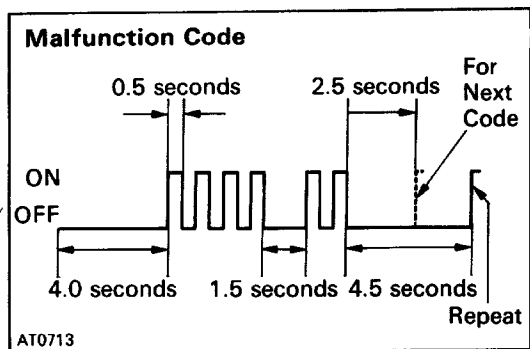 Malfunction Code
0.5 seconds
2.5 seconds
For
Next
Code
ON
OFF
4.0 seconds
1.5 seconds
4.5 seconds
Repeat
AT0713